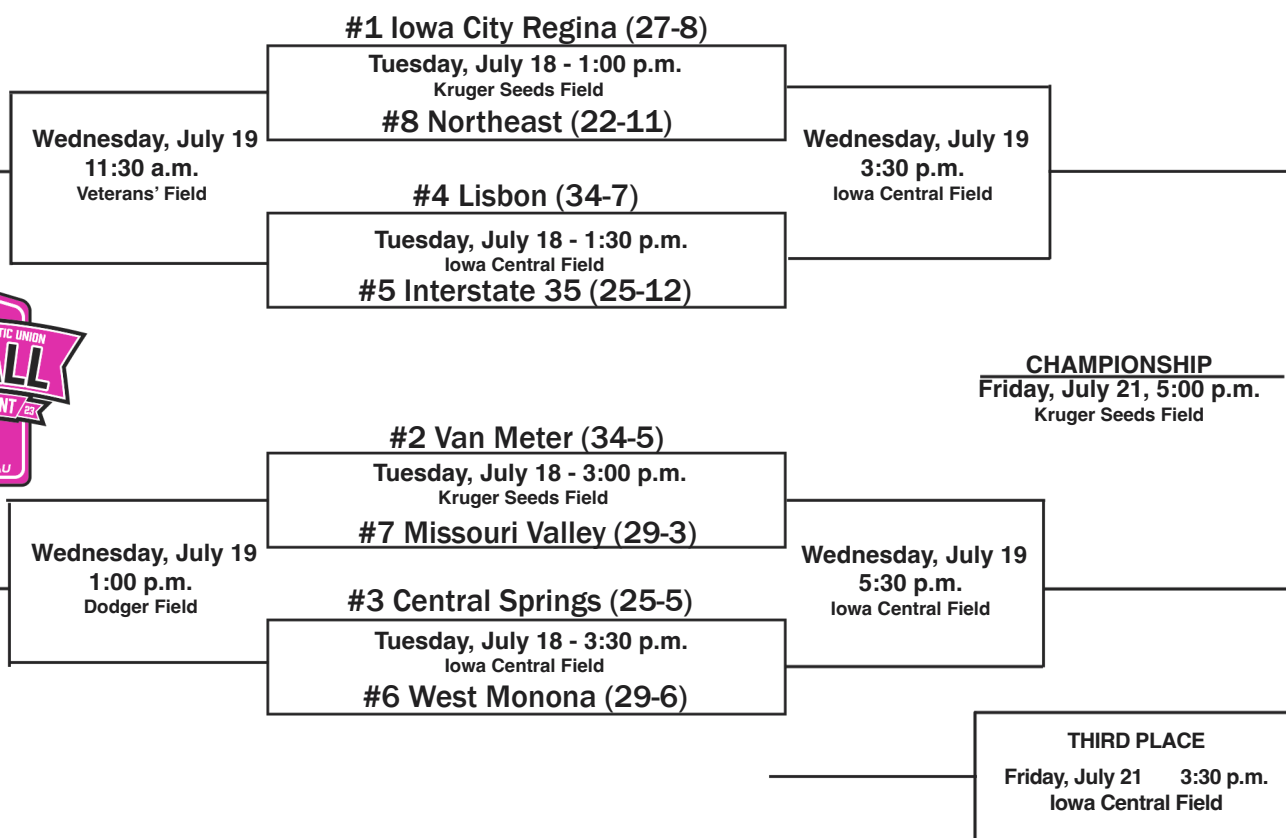 #1 Iowa City Regina (27-8)
Tuesday, July 18 - 1:00 p.m.
Kruger Seeds Field
#8 Northeast (22-11)
Wednesday, July 19
11:30 a.m.
Veterans’ Field
Wednesday, July 19
3:30 p.m.
Iowa Central Field
#4 Lisbon (34-7)
Tuesday, July 18 - 1:30 p.m.
Iowa Central Field
#5 Interstate 35 (25-12)
UNION
23
CHAMPIONSHIP
Friday, July 21, 5:00 p.m.
Kruger Seeds Field
#2 Van Meter (34-5)
Tuesday, July 18 - 3:00 p.m.
Kruger Seeds Field
#7 Missouri Valley (29-3)
Wednesday, July 19
1:00 p.m.
Dodger Field
Wednesday, July 19
5:30 p.m.
Iowa Central Field
#3 Central Springs (25-5)
Tuesday, July 18 - 3:30 p.m.
Iowa Central Field
#6 West Monona (29-6)
THIRD PLACE
Friday, July 21 3:30 p.m.
Iowa Central Field